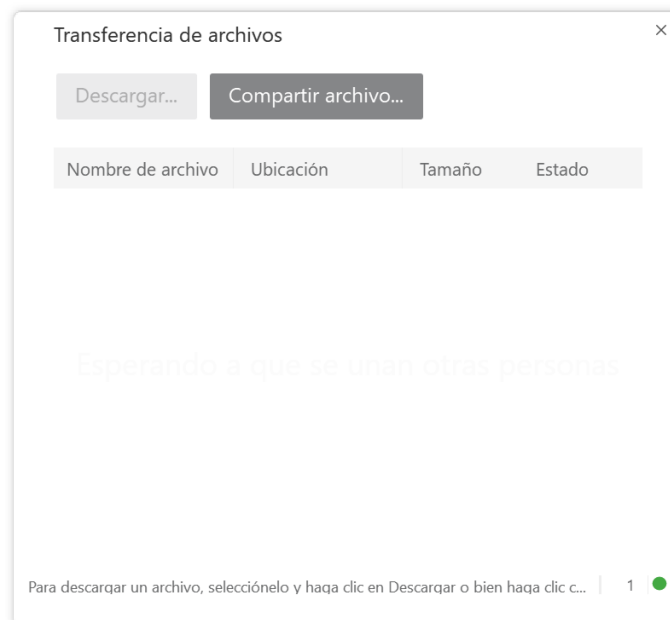 Transferencia de archivos
Descargar... Compartir archivo...
Nombre de archivo Ubicación Tamaño Estado
Esperando a que se unan otras personas
Para descargar un archivo, selecciónelo y haga clic en Descargar o bien haga clic c... 1